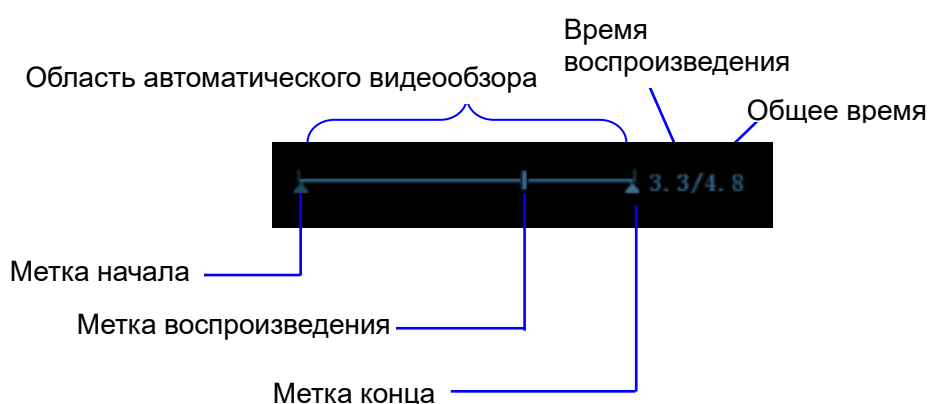 Время
воспроизведения
Область автоматического видеообзора
Общее время
3.3/4.8
Метка начала
Метка воспроизведения
Метка конца